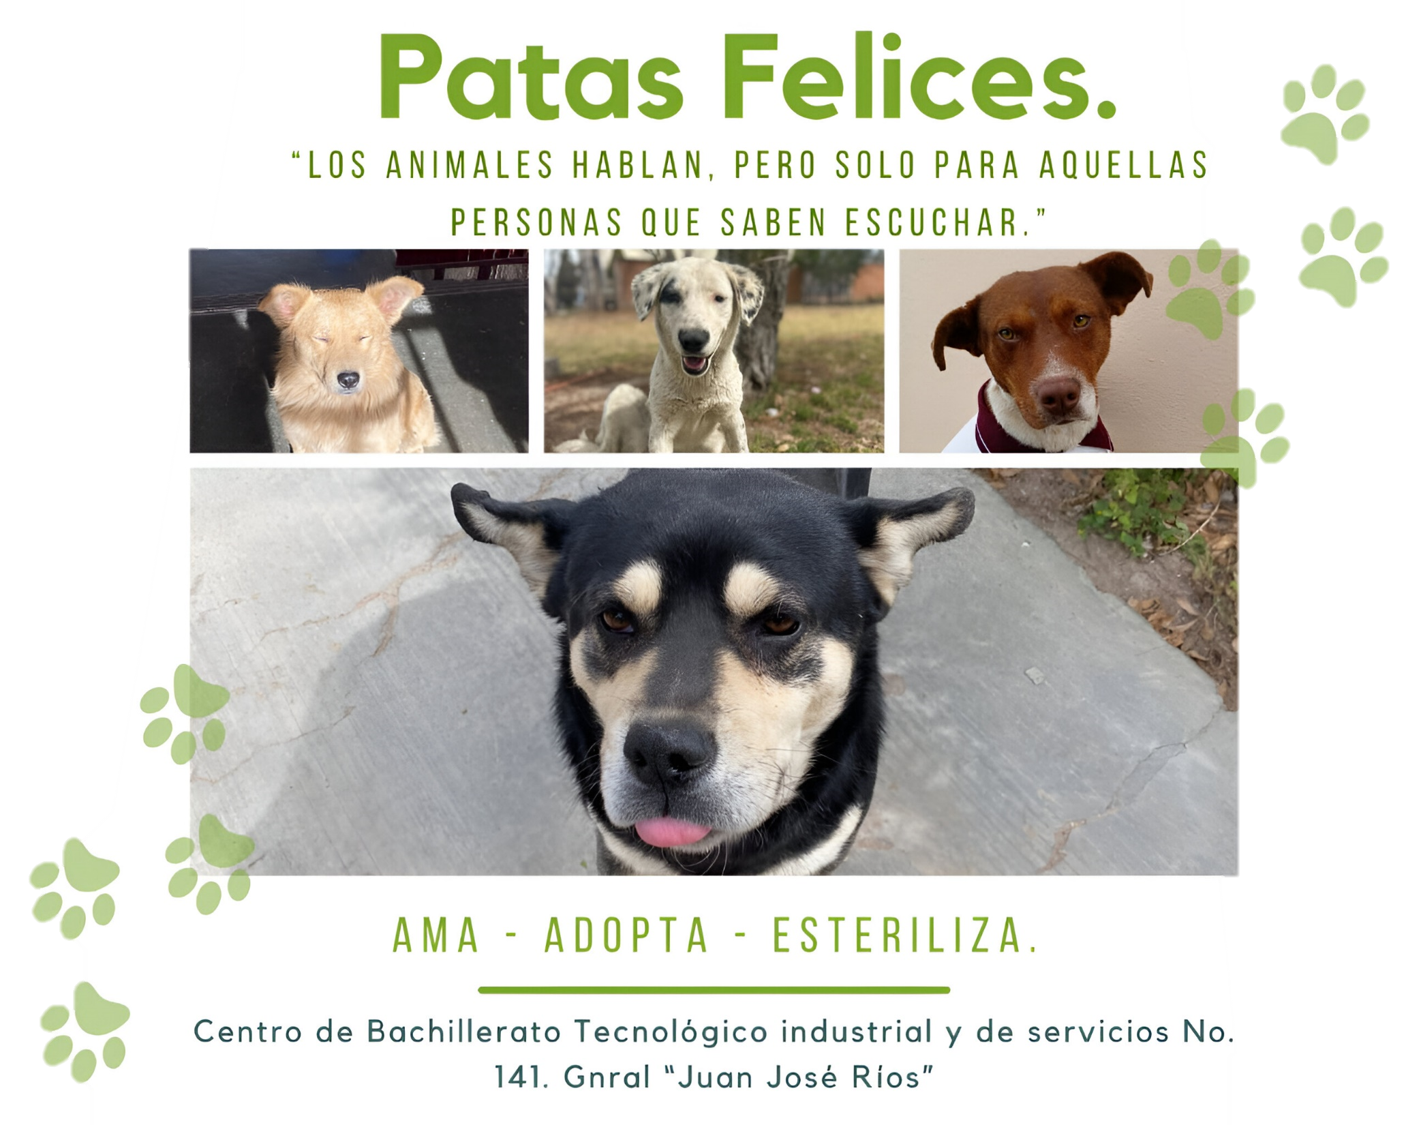 Patas Felices.
“LOS ANIMALES HABLAN, PERO SOLO PARA AQUELLAS
PERSONAS QUE SABEN ESCUCHAR.”
AMA - ADOPTA - ESTERILIZA.
Centro de Bachillerato Tecnológico industrial y de servicios No.
141. Gnral “Juan José Ríos”